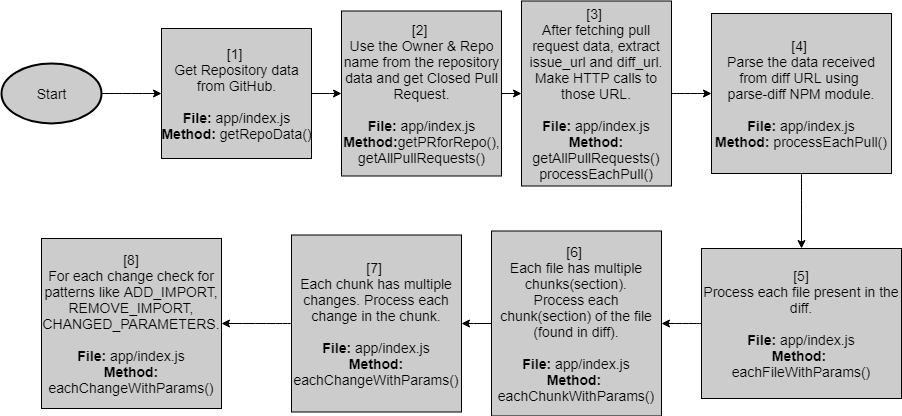 Start
[1]
Get Repository data
from GitHub.
File: app/index.js
Method: getRepoData()
[2]
Use the Owner & Repo
name from the repository
data and get Closed Pull
Request.
File: app/index.js
Method:getPRforRepo(),
getAllPullRequests()
[3]
After fetching pull
request data, extract
issue_url and diff_url.
Make HTTP calls to
those URL.
File: app/index.js
Method:
getAllPullRequests()
processEachPull()
[4]
Parse the data received
from diff URL using
parse-diff NPM module.
File: app/index.js
Method: processEachPull()
[5]
Process each file present in the
diff.
File: app/index.js
Method:
eachFileWithParams()
[6]
Each file has multiple
chunks(section).
Process each
chunk(section) of the file
(found in diff).
File: app/index.js
Method:
eachChunkWithParams()
[7]
Each chunk has multiple
changes. Process each
change in the chunk.
File: app/index.js
Method:
eachChangeWithParams()
[8]
For each change check for
patterns like ADD_IMPORT,
REMOVE_IMPORT,
CHANGED_PARAMETERS.
File: app/index.js
Method:
eachChangeWithParams()